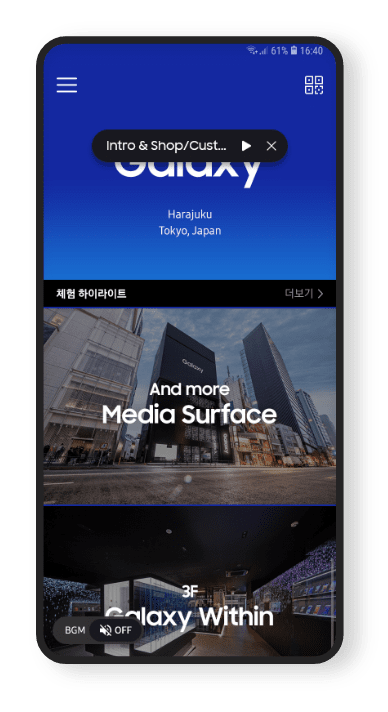 61% 16:40
Intro & Shop/Cust...
Galaxy
Harajuku
Tokyo, Japan
체험 하이라이트 더보기
Galaxy
And more
Media Surface
3F
Galaxy Within
BGM OFF